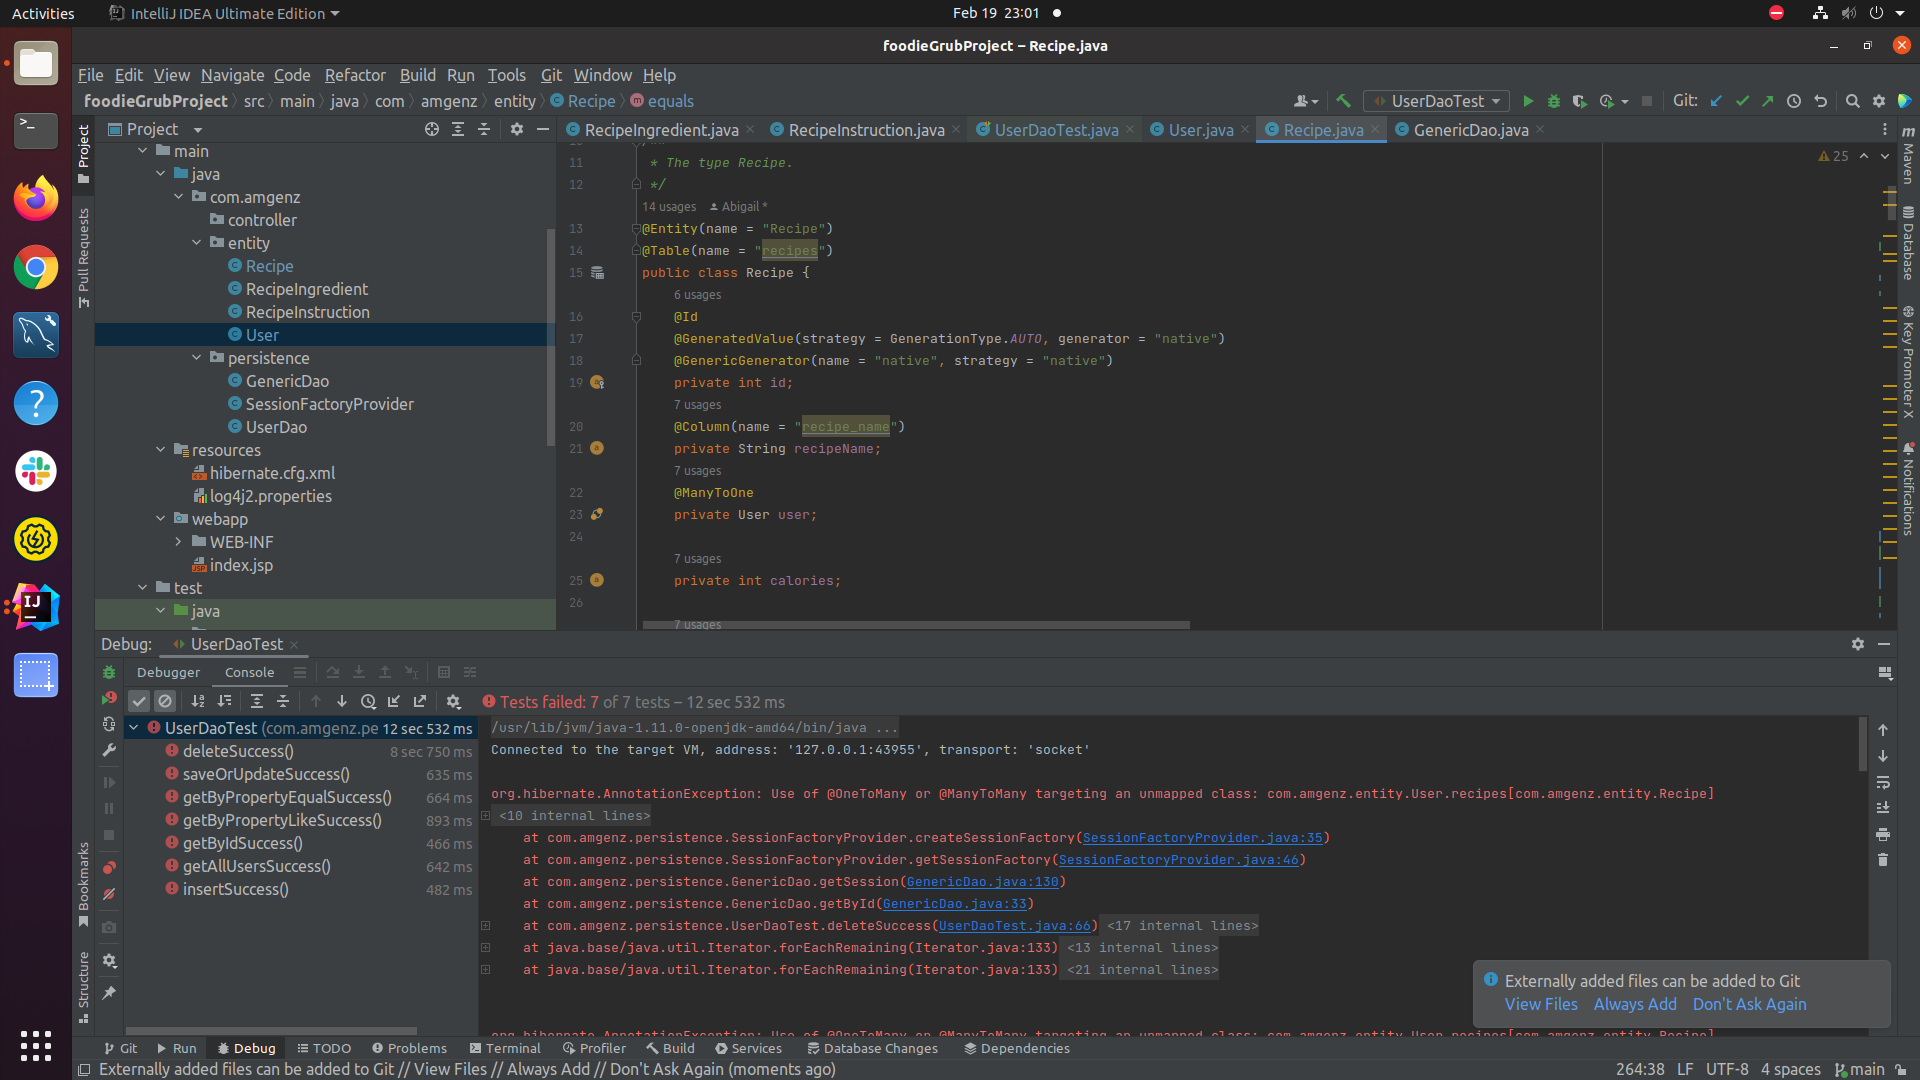 Activities
IntelliJ IDEA Ultimate Edition
Feb 19 23:01
foodieGrubProject – Recipe.java
File Edit View Navigate Code Refactor Build Run Tools Git Window Help
foodieGrubProject src main java com amgenz entity Recipe equals
UserDaoTest
Git:
Project
RecipeIngredient.java
RecipeInstruction.java
UserDaoTest.java
User.java
Recipe.java
GenericDao.java
Project
Pull Requests
Bookmarks
Structure
main
java
com.amgenz
controller
entity
Recipe
RecipeIngredient
RecipeInstruction
User
persistence
GenericDao
SessionFactoryProvider
UserDao
resources
hibernate.cfg.xml
log4j2.properties
webapp
WEB-INF
index.jsp
test
java
25
11 * The type Recipe.
12 */
14 usages Abigail *
13 @Entity(name = "Recipe")
14 @Table(name = "recipes")
15 public class Recipe {
6 usages
16 @Id
17 @GeneratedValue(strategy = GenerationType.AUTO, generator = "native")
18 @GenericGenerator(name = "native", strategy = "native")
19 private int id;
7 usages
20 @Column(name = "recipe_name")
21 private String recipeName;
7 usages
22 @ManyToOne
23 private User user;
24
7 usages
25 private int calories;
26
7 usages
Maven
Database
Key Promoter X
Notifications
Debug: UserDaoTest
Debugger Console
Tests failed: 7 of 7 tests – 12 sec 532 ms
UserDaoTest (com.amgenz.pe 12 sec 532 ms
deleteSuccess() 8 sec 750 ms
saveOrUpdateSuccess() 635 ms
getByPropertyEqualSuccess() 664 ms
getByPropertyLikeSuccess() 893 ms
getByIdSuccess() 466 ms
getAllUsersSuccess() 642 ms
insertSuccess() 482 ms
/usr/lib/jvm/java-1.11.0-openjdk-amd64/bin/java ...
Connected to the target VM, address: '127.0.0.1:43955', transport: 'socket'
org.hibernate.AnnotationException: Use of @OneToMany or @ManyToMany targeting an unmapped class: com.amgenz.entity.User.recipes[com.amgenz.entity.Recipe]
<10 internal lines>
at com.amgenz.persistence.SessionFactoryProvider.createSessionFactory(SessionFactoryProvider.java:35)
at com.amgenz.persistence.SessionFactoryProvider.getSessionFactory(SessionFactoryProvider.java:46)
at com.amgenz.persistence.GenericDao.getSession(GenericDao.java:130)
at com.amgenz.persistence.GenericDao.getById(GenericDao.java:33)
at com.amgenz.persistence.UserDaoTest.deleteSuccess(UserDaoTest.java:66) <17 internal lines>
at java.base/java.util.Iterator.forEachRemaining(Iterator.java:133) <13 internal lines>
at java.base/java.util.Iterator.forEachRemaining(Iterator.java:133) <21 internal lines>
org.hibernate.AnnotationException: Use of @OneToMany or @ManyToMany targeting an unmapped class: com.amgenz.entity.User.recipes[com.amgenz.entity.Recipe]
Externally added files can be added to Git
View Files Always Add Don't Ask Again
Git Run Debug TODO Problems Terminal Profiler Build Services Database Changes Dependencies
Externally added files can be added to Git // View Files // Always Add // Don't Ask Again (moments ago)
264:38 LF UTF-8 4 spaces main